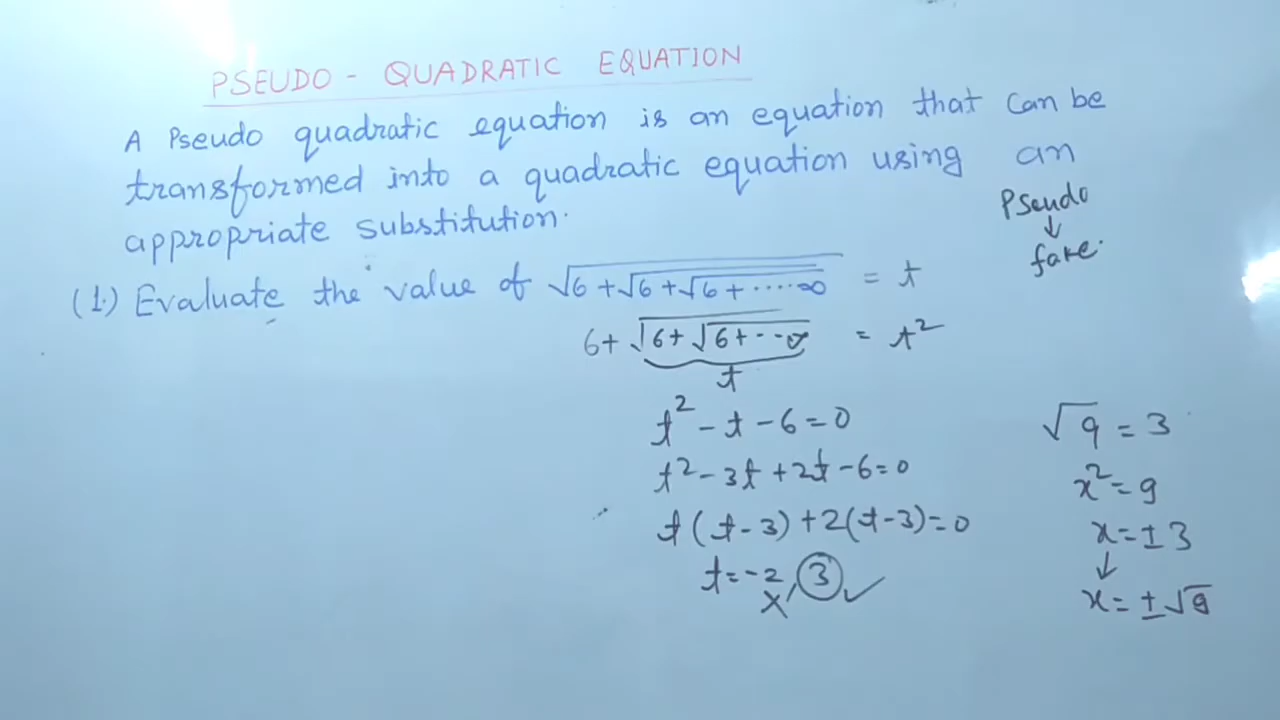 PSEUDO - QUADRATIC EQUATION
A Pseudo quadratic equation is an equation that can be
transformed into a quadratic equation using an
appropriate substitution.
Pseudo
↓
fake.
(1.) Evaluate the value of √6+√6+√6+.....∞ = t
6+√6+√6+---∞ = t²
t
t²-t-6=0
t²-3t+2t-6=0
t(t-3)+2(t-3)=0
t=-2, 3 ✓
X
√9=3
x²=9
x=±3
↓
x=±√9